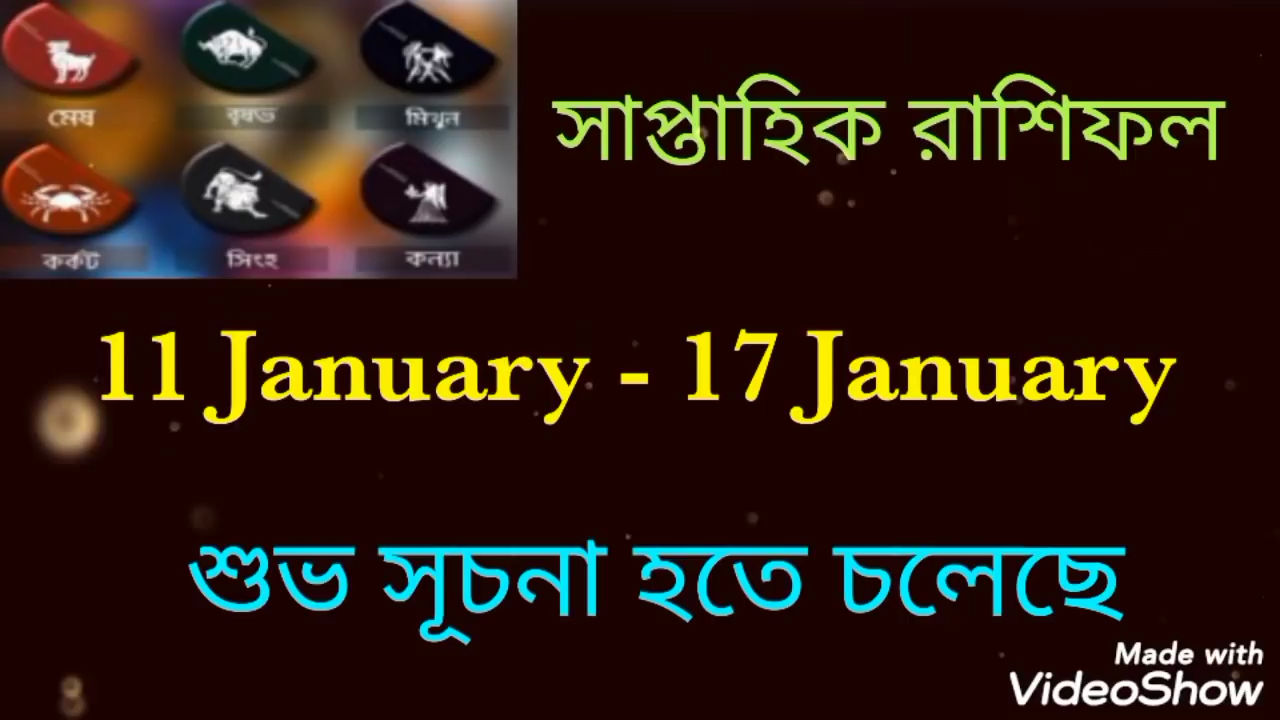 মেষ বৃষভ মিথুন
কর্কট সিংহ কন্যা
সাপ্তাহিক রাশিফল
11 January - 17 January
শুভ সূচনা হতে চলেছে
Made with
VideoShow